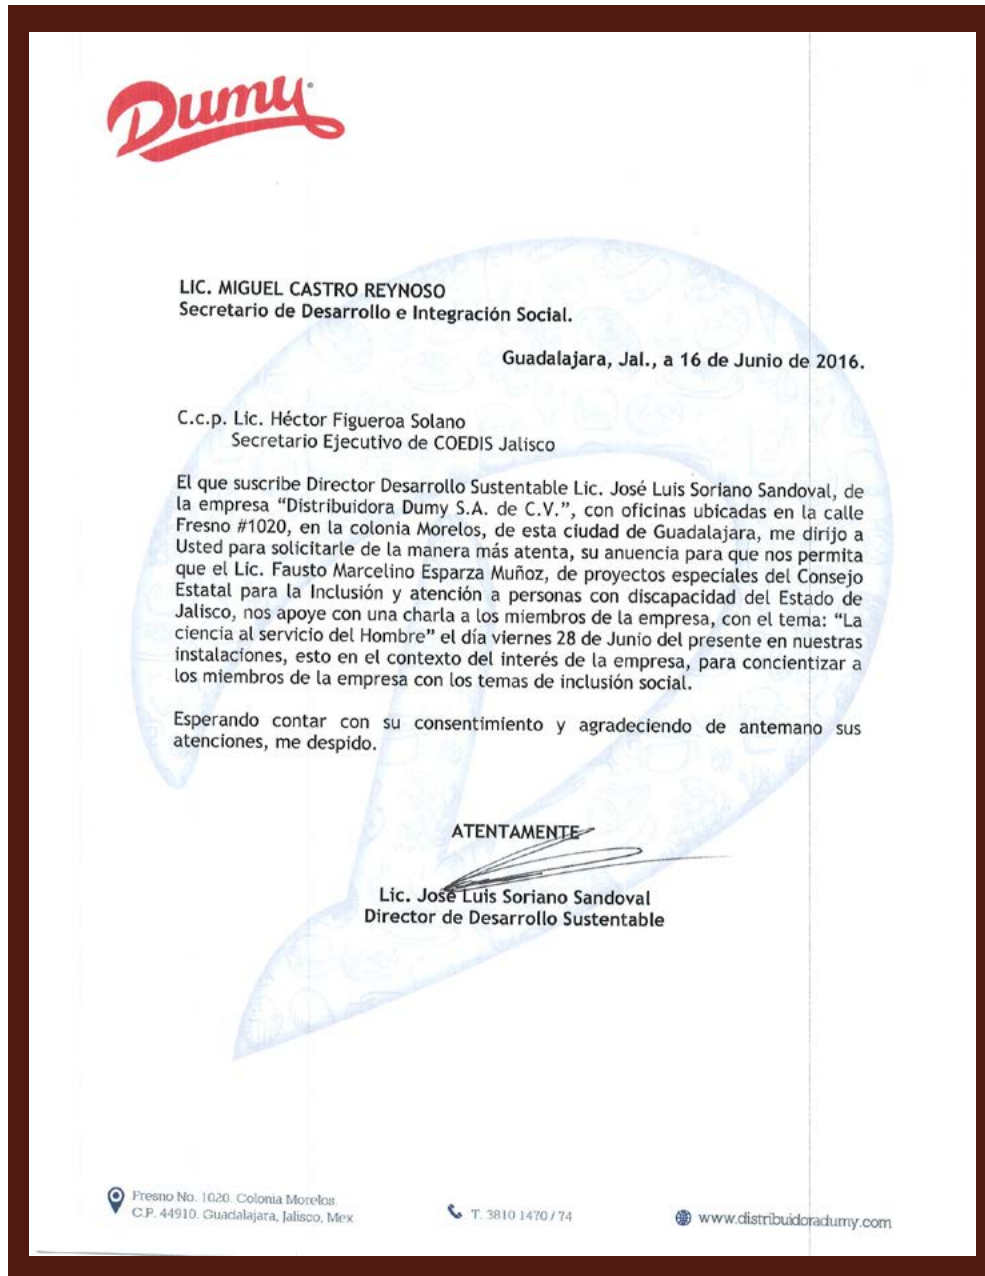 Dumy
LIC. MIGUEL CASTRO REYNOSO
Secretario de Desarrollo e Integración Social.
Guadalajara, Jal., a 16 de Junio de 2016.
C.c.p. Lic. Héctor Figueroa Solano
Secretario Ejecutivo de COEDIS Jalisco
El que suscribe Director Desarrollo Sustentable Lic. José Luis Soriano Sandoval, de
la empresa “Distribuidora Dumy S.A. de C.V.”, con oficinas ubicadas en la calle
Fresno #1020, en la colonia Morelos, de esta ciudad de Guadalajara, me dirijo a
Usted para solicitarle de la manera más atenta, su anuencia para que nos permita
que el Lic. Fausto Marcelino Esparza Muñoz, de proyectos especiales del Consejo
Estatal para la Inclusión y atención a personas con discapacidad del Estado de
Jalisco, nos apoye con una charla a los miembros de la empresa, con el tema: “La
ciencia al servicio del Hombre” el día viernes 28 de Junio del presente en nuestras
instalaciones, esto en el contexto del interés de la empresa, para concientizar a
los miembros de la empresa con los temas de inclusión social.
Esperando contar con su consentimiento y agradeciendo de antemano sus
atenciones, me despido.
ATENTAMENTE
Lic. José Luis Soriano Sandoval
Director de Desarrollo Sustentable
Fresno No. 1020. Colonia Morelos.
C.P. 44910. Guadalajara, Jalisco, Mex
T. 3810 1470 / 74
www.distribuidoradumy.com